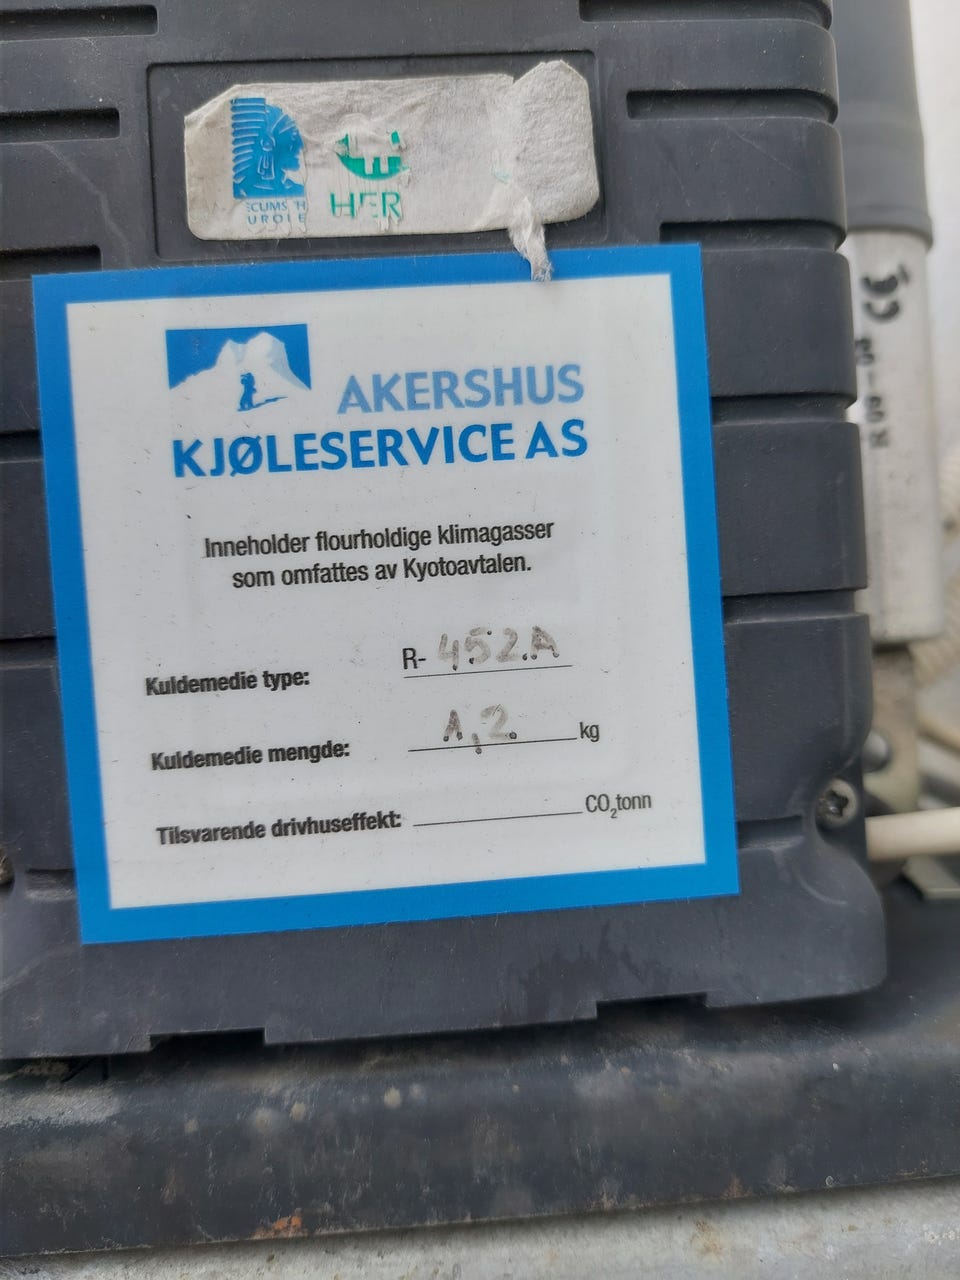 HER
AKERSHUS
KJØLESERVICE AS
Inneholder flourholdige klimagasser
som omfattes av Kyotoavtalen.
Kuldemedie type: R- 452.A
Kuldemedie mengde: 1,2. kg
Tilsvarende drivhuseffekt: CO₂tonn
CE